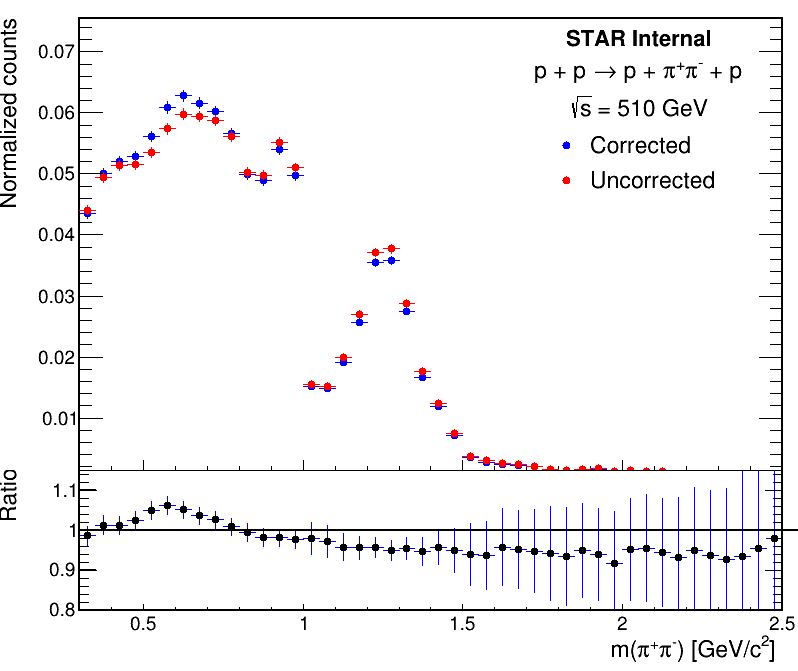 Normalized counts
0.07
0.06
0.05
0.04
0.03
0.02
0.01
STAR Internal
p + p → p + π⁺π⁻ + p
√s = 510 GeV
Corrected
Uncorrected
Ratio
1.1
1
0.9
0.8
0.5 1 1.5 2 2.5
m(π⁺π⁻) [GeV/c²]